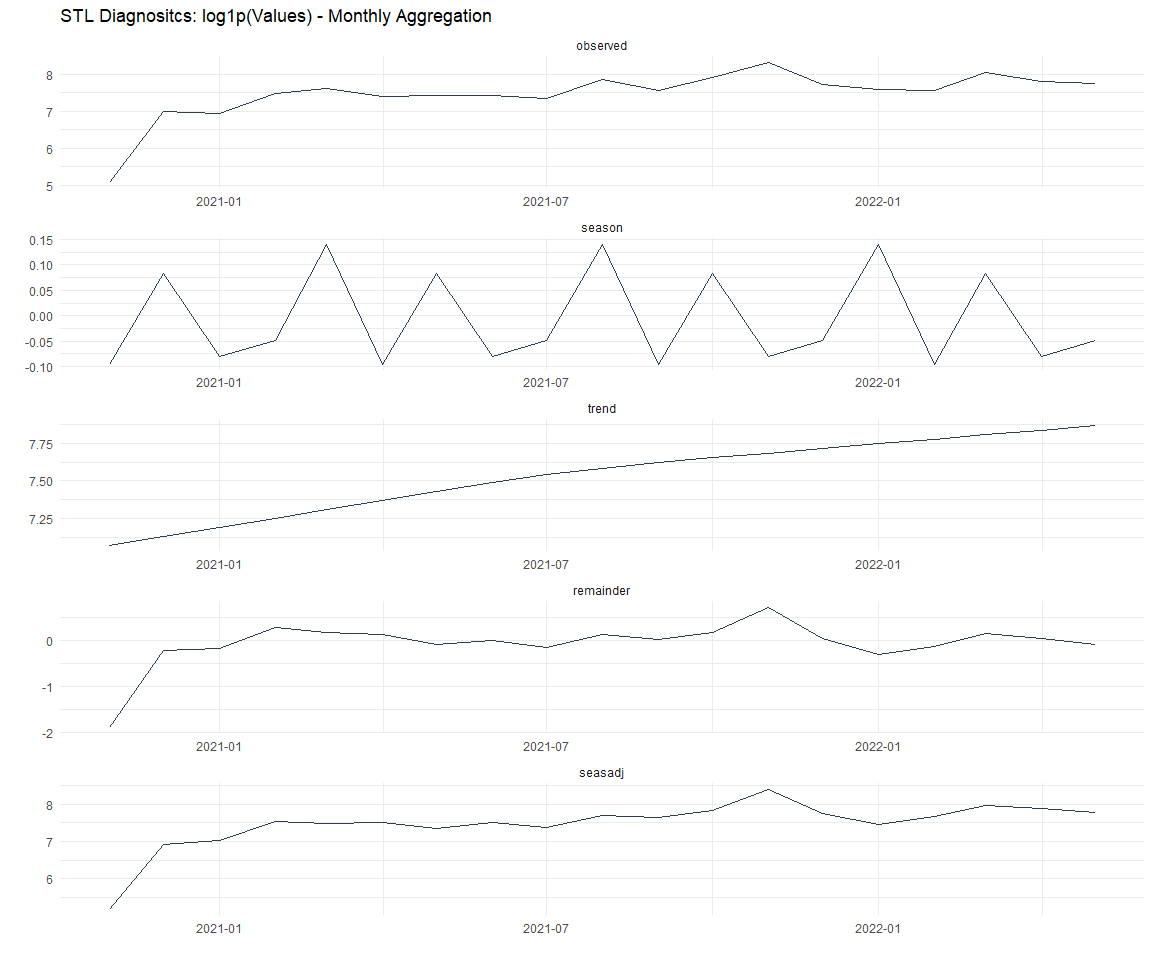 STL Diagnositcs: log1p(Values) - Monthly Aggregation
observed
8
7
6
5
2021-01 2021-07 2022-01
season
0.15
0.10
0.05
0.00
-0.05
-0.10
2021-01 2021-07 2022-01
trend
7.75
7.50
7.25
2021-01 2021-07 2022-01
remainder
0
-1
-2
2021-01 2021-07 2022-01
seasadj
8
7
6
2021-01 2021-07 2022-01